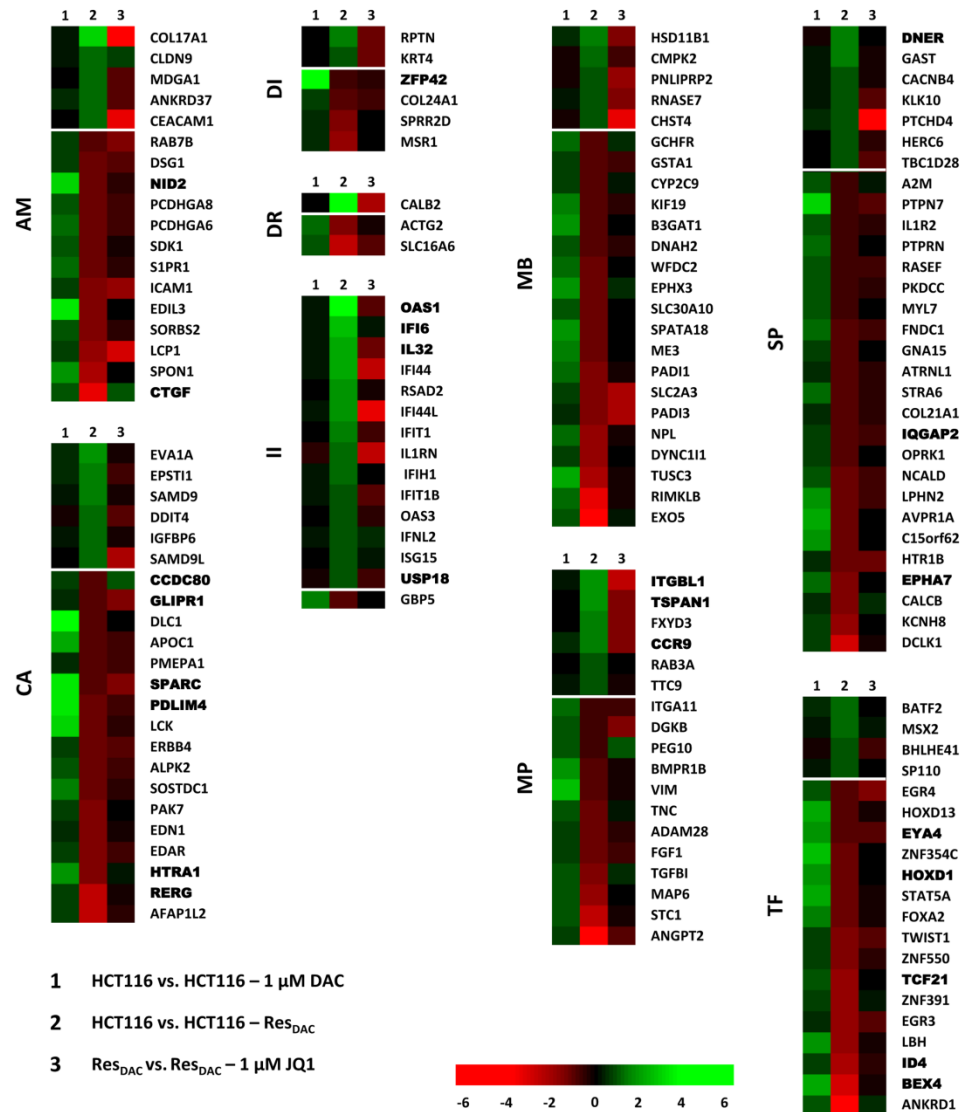 1 2 3
COL17A1
CLDN9
MDGA1
ANKRD37
CEACAM1
RAB7B
DSG1
NID2
PCDHGA8
PCDHGA6
SDK1
S1PR1
ICAM1
EDIL3
SORBS2
LCP1
SPON1
CTGF
AM
1 2 3
EVA1A
EPSTI1
SAMD9
DDIT4
IGFBP6
SAMD9L
CCDC80
GLIPR1
DLC1
APOC1
PMEPA1
SPARC
PDLIM4
LCK
ERBB4
ALPK2
SOSTDC1
PAK7
EDN1
EDAR
HTRA1
RERG
AFAP1L2
CA
1 2 3
RPTN
KRT4
ZFP42
COL24A1
SPRR2D
MSR1
DI
1 2 3
CALB2
ACTG2
SLC16A6
DR
1 2 3
OAS1
IFI6
IL32
IFI44
RSAD2
IFI44L
IFIT1
IL1RN
IFIH1
IFIT1B
OAS3
IFNL2
ISG15
USP18
GBP5
II
1 2 3
HSD11B1
CMPK2
PNLIPRP2
RNASE7
CHST4
GCHFR
GSTA1
CYP2C9
KIF19
B3GAT1
DNAH2
WFDC2
EPHX3
SLC30A10
SPATA18
ME3
PADI1
SLC2A3
PADI3
NPL
DYNC1I1
TUSC3
RIMKLB
EXO5
MB
1 2 3
ITGBL1
TSPAN1
FXYD3
CCR9
RAB3A
TTC9
ITGA11
DGKB
PEG10
BMPR1B
VIM
TNC
ADAM28
FGF1
TGFBI
MAP6
STC1
ANGPT2
MP
1 2 3
DNER
GAST
CACNB4
KLK10
PTCHD4
HERC6
TBC1D28
A2M
PTPN7
IL1R2
PTPRN
RASEF
PKDCC
MYL7
FNDC1
GNA15
ATRNL1
STRA6
COL21A1
IQGAP2
OPRK1
NCALD
LPHN2
AVPR1A
C15orf62
HTR1B
EPHA7
CALCB
KCNH8
DCLK1
SP
1 2 3
BATF2
MSX2
BHLHE41
SP110
EGR4
HOXD13
EYA4
ZNF354C
HOXD1
STAT5A
FOXA2
TWIST1
ZNF550
TCF21
ZNF391
EGR3
LBH
ID4
BEX4
ANKRD1
TF
1 HCT116 vs. HCT116 – 1 µM DAC
2 HCT116 vs. HCT116 – Res DAC
3 Res DAC vs. Res DAC – 1 µM JQ1
-6 -4 -2 0 2 4 6